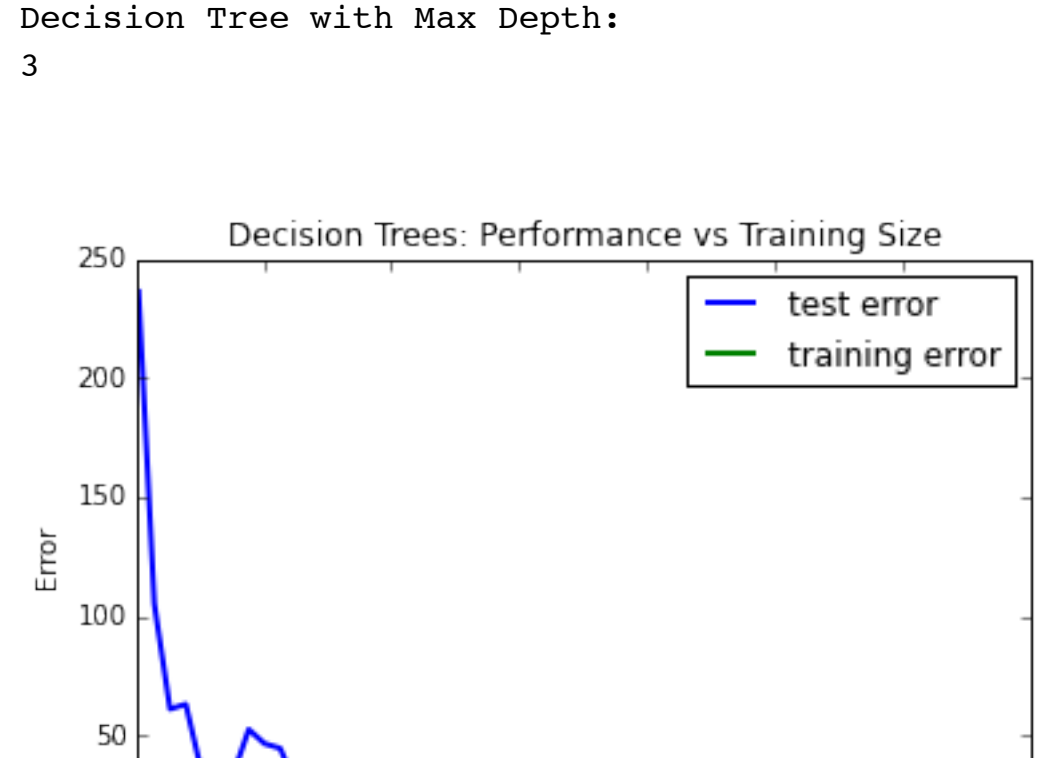 Decision Tree with Max Depth:
3
Decision Trees: Performance vs Training Size
250
test error
training error
200
150
Error
100
50